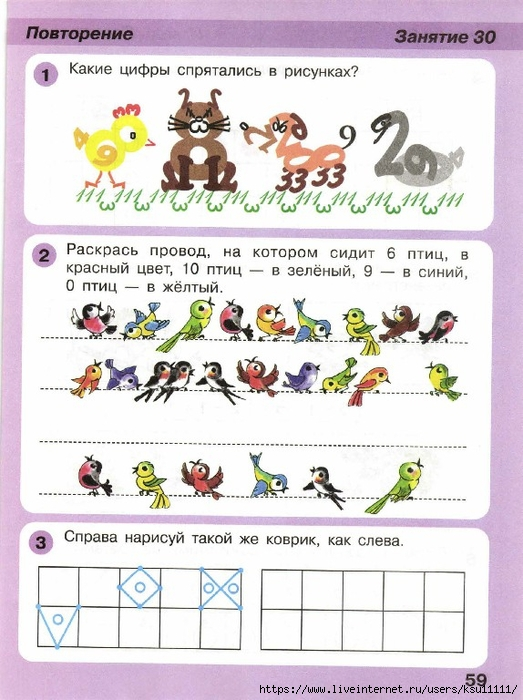 Повторение
Занятие 30
1 Какие цифры спрятались в рисунках?
2 Раскрась провод, на котором сидит 6 птиц, в
красный цвет, 10 птиц — в зелёный, 9 — в синий,
0 птиц — в жёлтый.
3 Справа нарисуй такой же коврик, как слева.
59
https://www.liveinternet.ru/users/ksu11111/